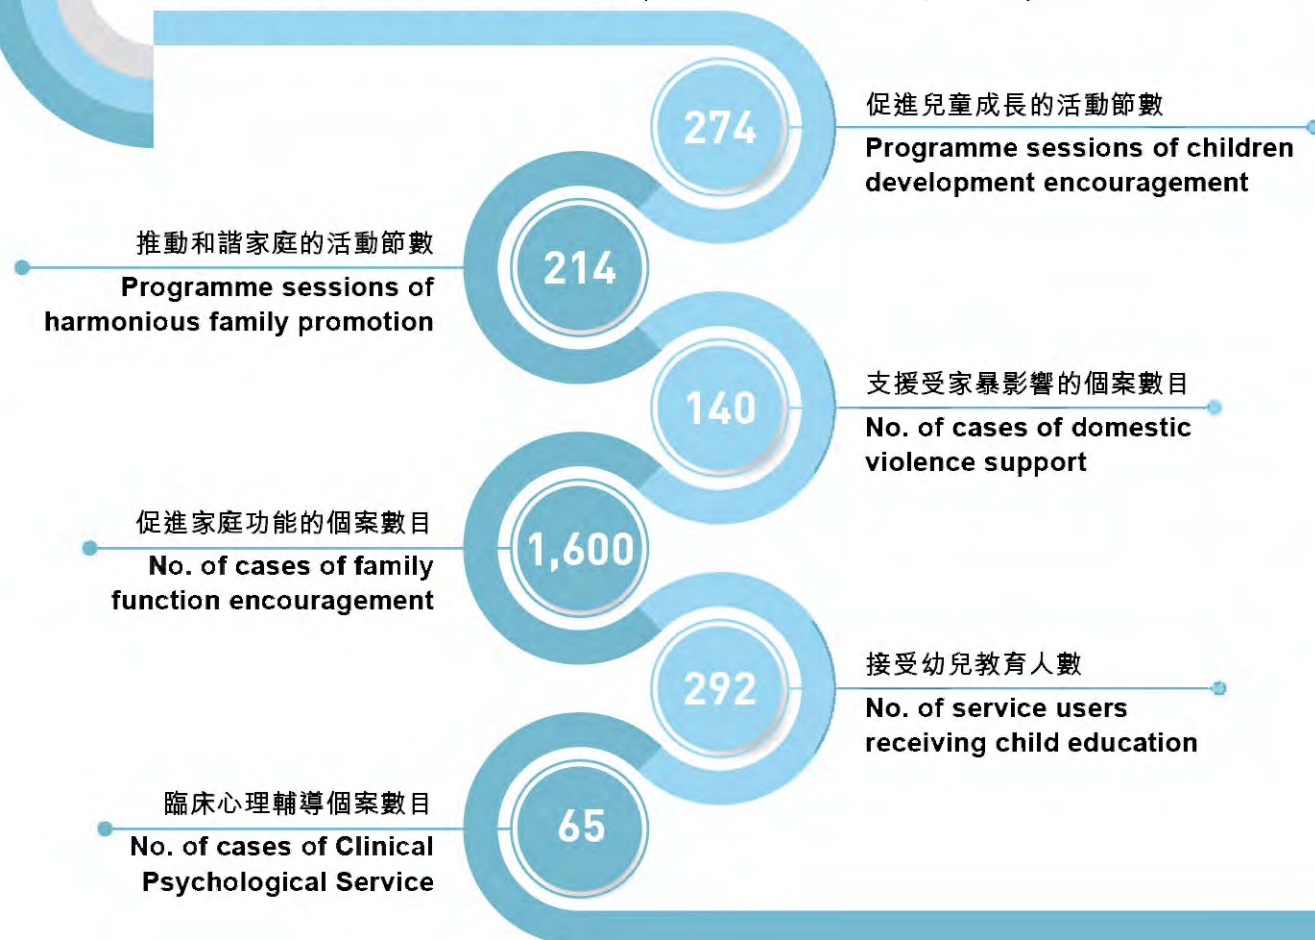 274
促進兒童成長的活動節數
Programme sessions of children
development encouragement
推動和諧家庭的活動節數
Programme sessions of
harmonious family promotion
214
140
支援受家暴影響的個案數目
No. of cases of domestic
violence support
促進家庭功能的個案數目
No. of cases of family
function encouragement
1,600
292
接受幼兒教育人數
No. of service users
receiving child education
臨床心理輔導個案數目
No. of cases of Clinical
Psychological Service
65